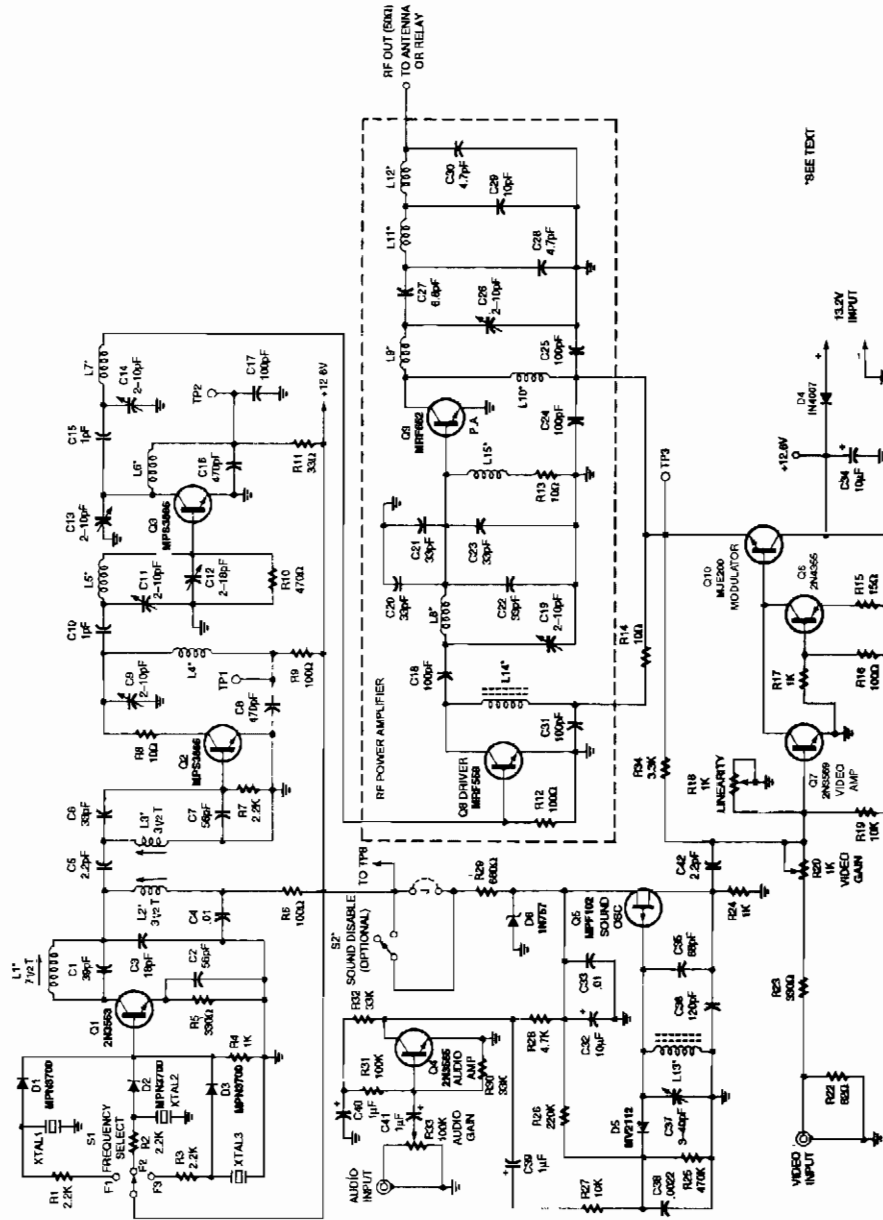 L1*
7 1/2 T
C1
39pF
C3
18pF
C2
56pF
Q1
2N3563
R5
330Ω
R4
1K
D1
MPN3700
D2
MPN3700
D3
MPN3700
XTAL1
XTAL2
XTAL3
S1
FREQUENCY
SELECT
F1
F2
F3
R1
2.2K
R2
2.2K
R3
2.2K
L2*
3 1/2 T
C4
.01
R6
100Ω
C5
2.2pF
L3*
3 1/2 T
C6
33pF
C7
56pF
R7
2.2K
Q2
MPS3866
R8
10Ω
C9
2–10pF
L4*
TP1
C8
470pF
R9
100Ω
C10
1pF
L5*
C11
2–10pF
C12
2–18pF
R10
470Ω
C13
2–10pF
Q3
MPS3866
L6*
C15
1pF
C16
470pF
R11
33Ω
L7*
C14
2–10pF
TP2
C17
100pF
+12.6V
RF POWER AMPLIFIER
Q8 DRIVER
MRF559
R12
100Ω
C31
100pF
L14*
C18
100pF
L8*
C19
2–10pF
C20
33pF
C21
33pF
C22
33pF
C23
33pF
L15*
R13
10Ω
Q9
MRF662
P.A
C24
100pF
L10*
C25
100pF
L9*
C26
2–10pF
C27
6.8pF
C28
4.7pF
L11*
C29
10pF
L12*
C30
4.7pF
RF OUT (50Ω)
TO ANTENNA
OR RELAY
R14
10Ω
TP3
S2*
SOUND DISABLE
(OPTIONAL)
TO TP8
R29
680Ω
D6
1N757
Q5
MPF102
SOUND
OSC
C42
2.2pF
R24
1K
R34
3.3K
C33
.01
C32
10µF
R28
4.7K
R32
33K
R31
100K
Q4
2N3565
AUDIO
AMP
R30
33K
C40
1µF
C41
1µF
R33
100K
AUDIO
GAIN
AUDIO
INPUT
C39
1µF
R26
220K
R27
10K
D5
MV2112
C38
.0022
R25
470K
C37
3–40pF
L13*
C36
120pF
C35
68pF
R18
1K
LINEARITY
Q7
2N3569
VIDEO
AMP
R17
1K
R16
100Ω
R15
15Ω
Q6
2N4355
Q10
MJE200
MODULATOR
R19
10K
R20
1K
VIDEO
GAIN
R23
390Ω
R22
82Ω
VIDEO
INPUT
+12.6V
C34
10µF
D4
1N4007
13.2V
INPUT
*SEE TEXT